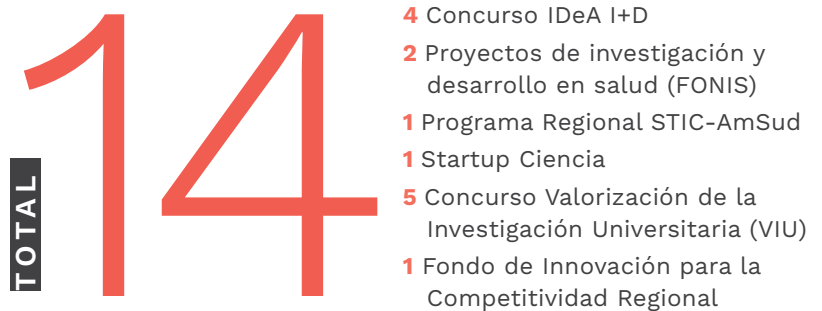 TOTAL
14
4 Concurso IDeA I+D
2 Proyectos de investigación y
desarrollo en salud (FONIS)
1 Programa Regional STIC-AmSud
1 Startup Ciencia
5 Concurso Valorización de la
Investigación Universitaria (VIU)
1 Fondo de Innovación para la
Competitividad Regional